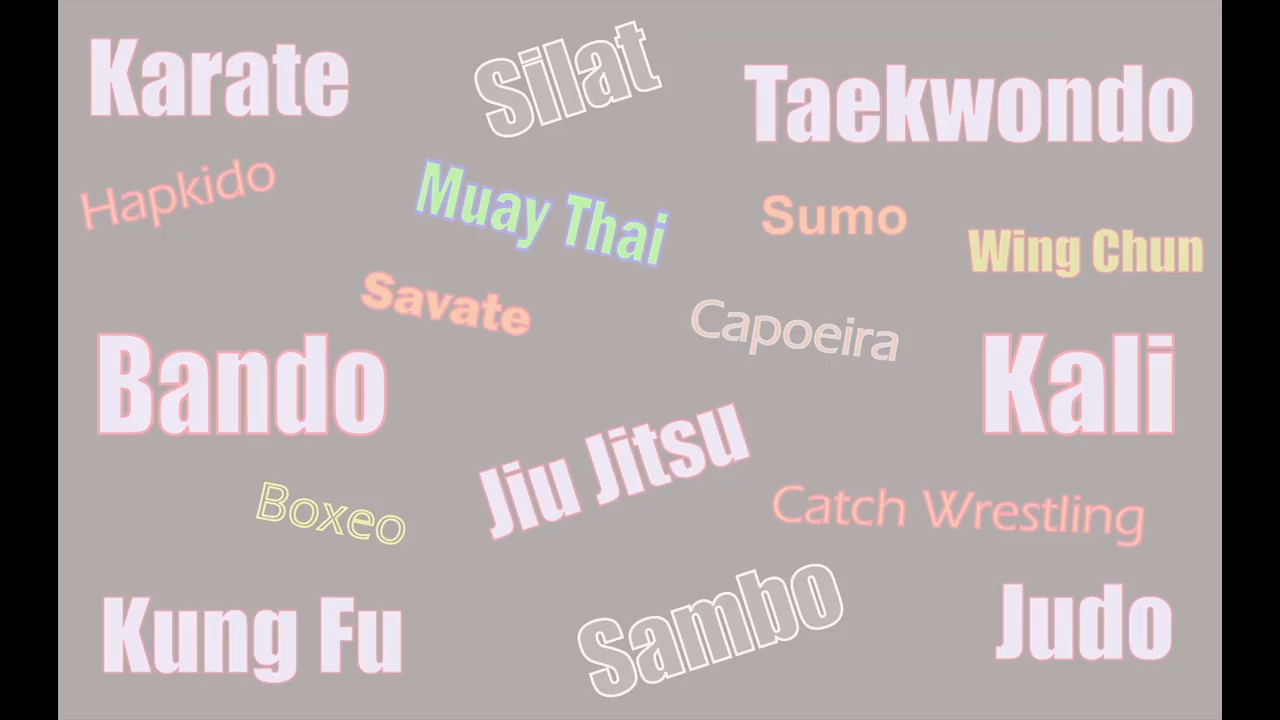 Karate
Silat
Taekwondo
Hapkido
Muay Thai
Sumo
Wing Chun
Savate
Capoeira
Bando
Kali
Jiu Jitsu
Boxeo
Catch Wrestling
Kung Fu
Sambo
Judo